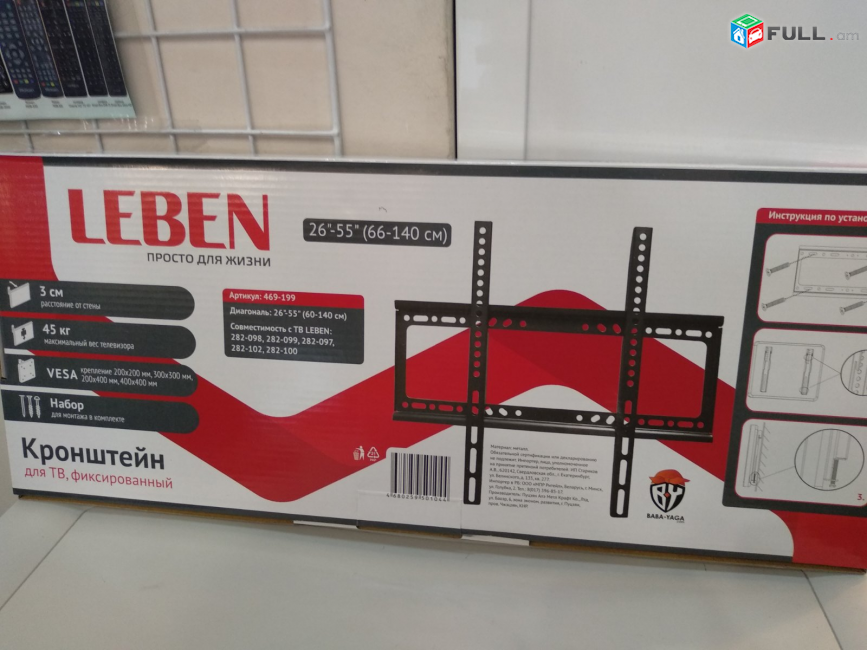 FULL.am
LEBEN
ПРОСТО ДЛЯ ЖИЗНИ
26"-55" (66-140 см)
3 см
расстояние от стены
45 кг
максимальный вес телевизора
VESA крепление 200x200 мм, 300x300 мм,
200x400 мм, 400x400 мм
Набор
для монтажа в комплекте
Кронштейн
для ТВ, фиксированный
Артикул: 469-199
Диагональ: 26"-55" (60-140 см)
Совместимость с ТВ LEBEN:
282-098, 282-099, 282-097,
282-102, 282-100
Материал: металл.
BABA-YAGA
Инструкция по устано
3.